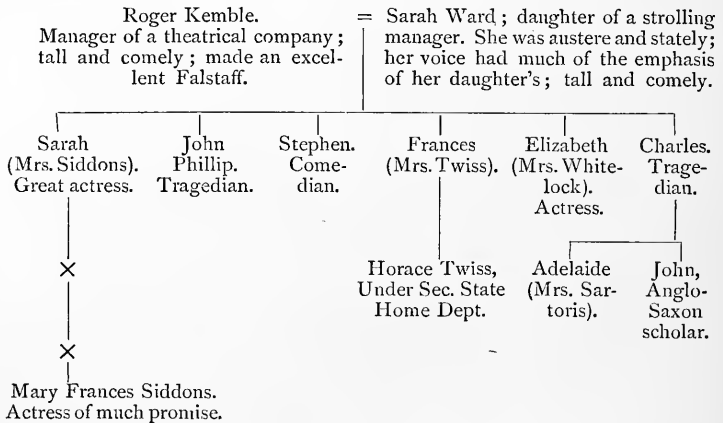 Roger Kemble.
Manager of a theatrical company;
tall and comely; made an excel-
lent Falstaff.
= Sarah Ward; daughter of a strolling
manager. She was austere and stately;
her voice had much of the emphasis
of her daughter's; tall and comely.
Sarah
(Mrs. Siddons).
Great actress.
John
Phillip.
Tragedian.
Stephen.
Come-
dian.
Frances
(Mrs. Twiss).
Elizabeth
(Mrs. White-
lock).
Actress.
Charles.
Trage-
dian.
×
×
Horace Twiss,
Under Sec. State
Home Dept.
Adelaide
(Mrs. Sar-
toris).
John,
Anglo-
Saxon
scholar.
Mary Frances Siddons.
Actress of much promise.